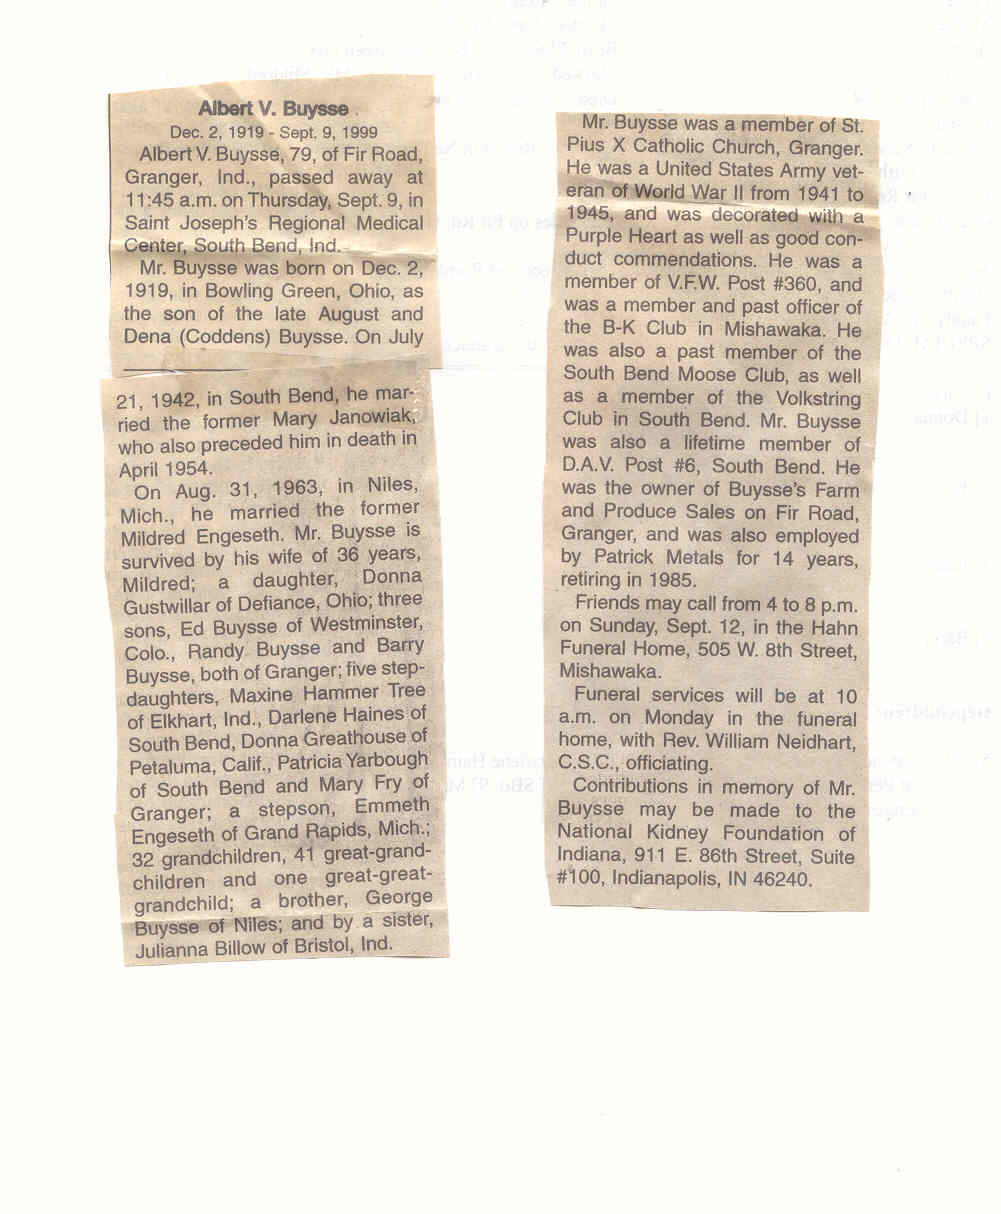 Albert V. Buysse
Dec. 2, 1919 - Sept. 9, 1999
Albert V. Buysse, 79, of Fir Road,
Granger, Ind., passed away at
11:45 a.m. on Thursday, Sept. 9, in
Saint Joseph's Regional Medical
Center, South Bend, Ind.
Mr. Buysse was born on Dec. 2,
1919, in Bowling Green, Ohio, as
the son of the late August and
Dena (Coddens) Buysse. On July
21, 1942, in South Bend, he mar-
ried the former Mary Janowiak,
who also preceded him in death in
April 1954.
On Aug. 31, 1963, in Niles,
Mich., he married the former
Mildred Engeseth. Mr. Buysse is
survived by his wife of 36 years,
Mildred; a daughter, Donna
Gustwillar of Defiance, Ohio; three
sons, Ed Buysse of Westminster,
Colo., Randy Buysse and Barry
Buysse, both of Granger; five step-
daughters, Maxine Hammer Tree
of Elkhart, Ind., Darlene Haines of
South Bend, Donna Greathouse of
Petaluma, Calif., Patricia Yarbough
of South Bend and Mary Fry of
Granger; a stepson, Emmeth
Engeseth of Grand Rapids, Mich.;
32 grandchildren, 41 great-grand-
children and one great-great-
grandchild; a brother, George
Buysse of Niles; and by a sister,
Julianna Billow of Bristol, Ind.
Mr. Buysse was a member of St.
Pius X Catholic Church, Granger.
He was a United States Army vet-
eran of World War II from 1941 to
1945, and was decorated with a
Purple Heart as well as good con-
duct commendations. He was a
member of V.F.W. Post #360, and
was a member and past officer of
the B-K Club in Mishawaka. He
was also a past member of the
South Bend Moose Club, as well
as a member of the Volkstring
Club in South Bend. Mr. Buysse
was also a lifetime member of
D.A.V. Post #6, South Bend. He
was the owner of Buysse's Farm
and Produce Sales on Fir Road,
Granger, and was also employed
by Patrick Metals for 14 years,
retiring in 1985.
Friends may call from 4 to 8 p.m.
on Sunday, Sept. 12, in the Hahn
Funeral Home, 505 W. 8th Street,
Mishawaka.
Funeral services will be at 10
a.m. on Monday in the funeral
home, with Rev. William Neidhart,
C.S.C., officiating.
Contributions in memory of Mr.
Buysse may be made to the
National Kidney Foundation of
Indiana, 911 E. 86th Street, Suite
#100, Indianapolis, IN 46240.